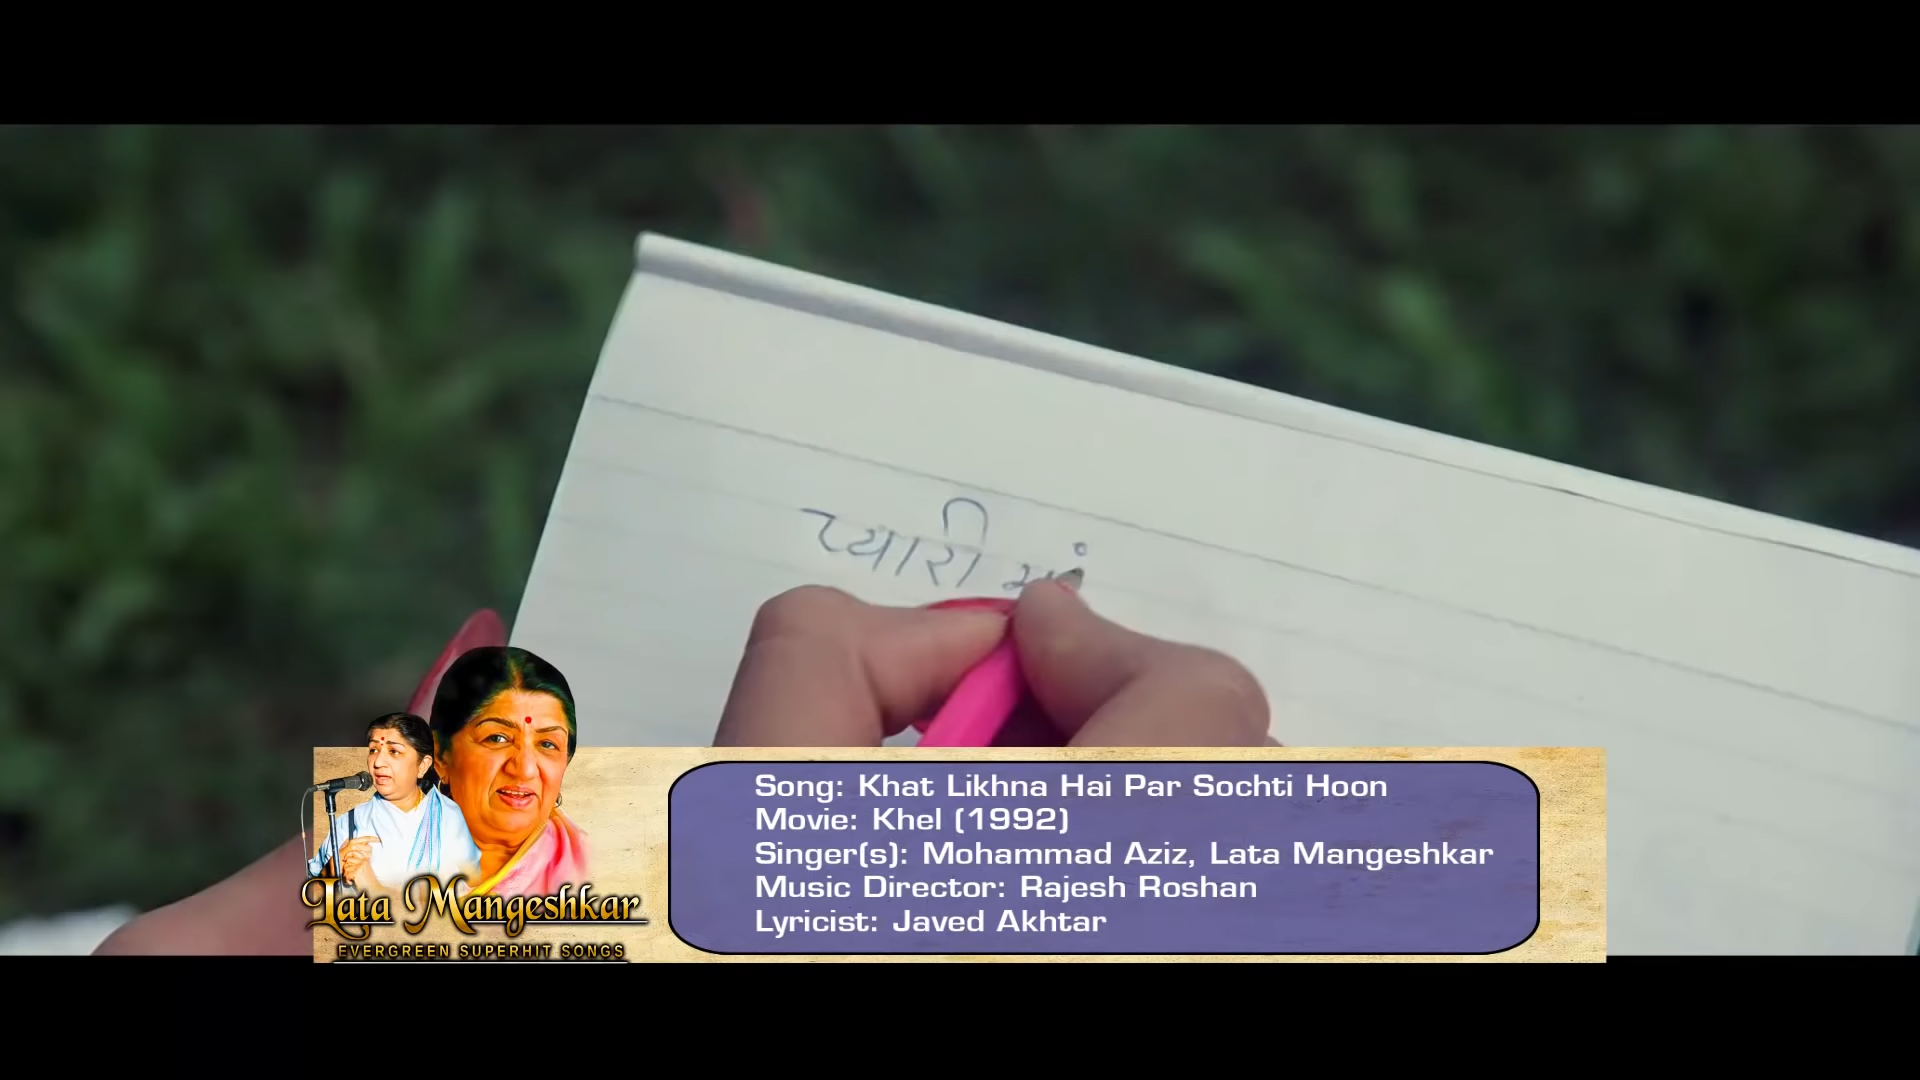 प्यारी मां
Song: Khat Likhna Hai Par Sochti Hoon
Movie: Khel (1992)
Singer(s): Mohammad Aziz, Lata Mangeshkar
Music Director: Rajesh Roshan
Lyricist: Javed Akhtar
Lata Mangeshkar
EVERGREEN SUPERHIT SONGS